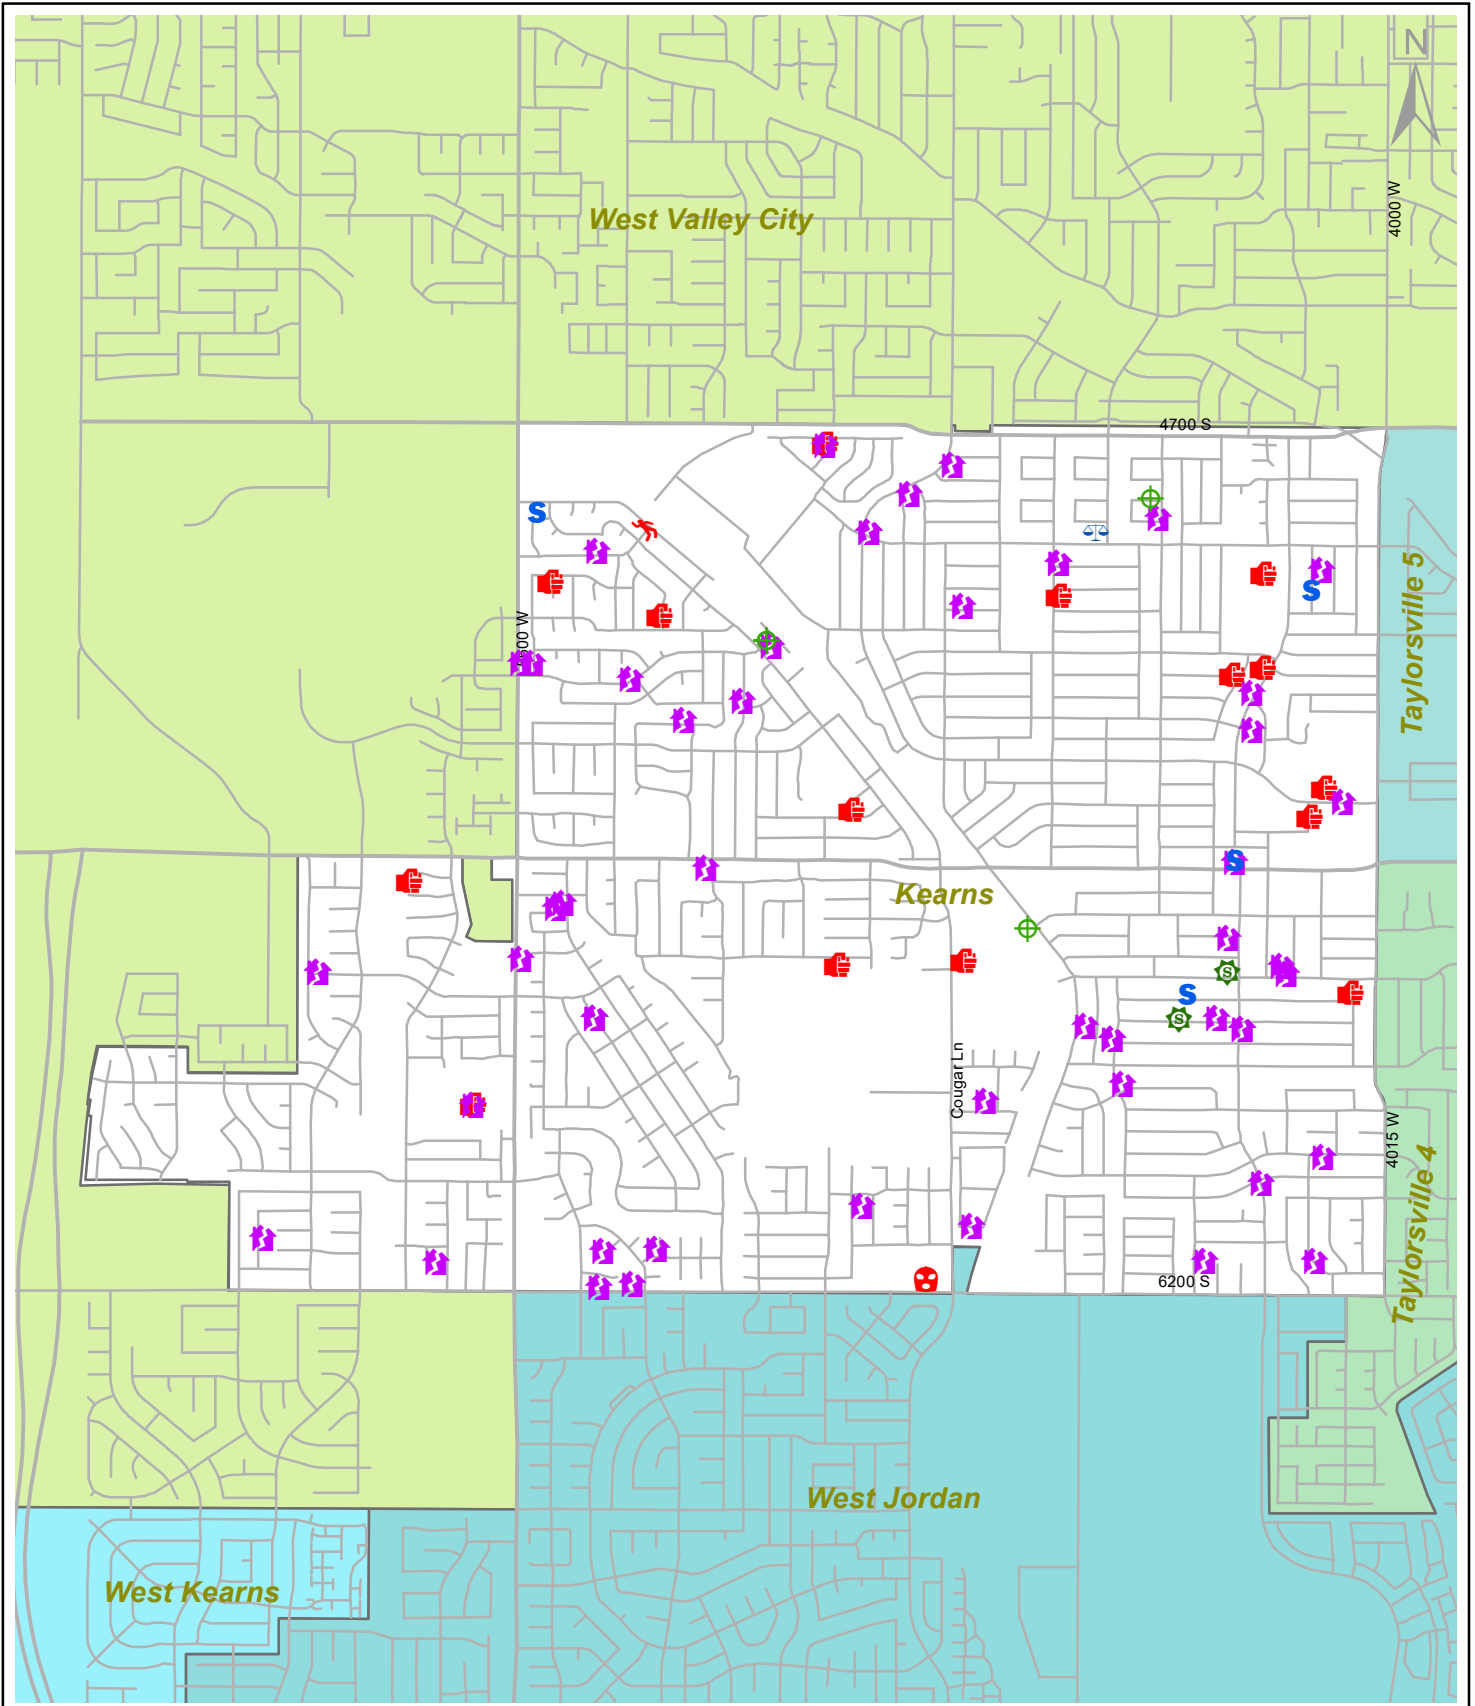 N
4000 W
West Valley City
4700 S
S
Taylorsville 5
S
S
Kearns
S
S
S
Cougar Ln
4015 W
Taylorsville 4
6200 S
West Jordan
West Kearns